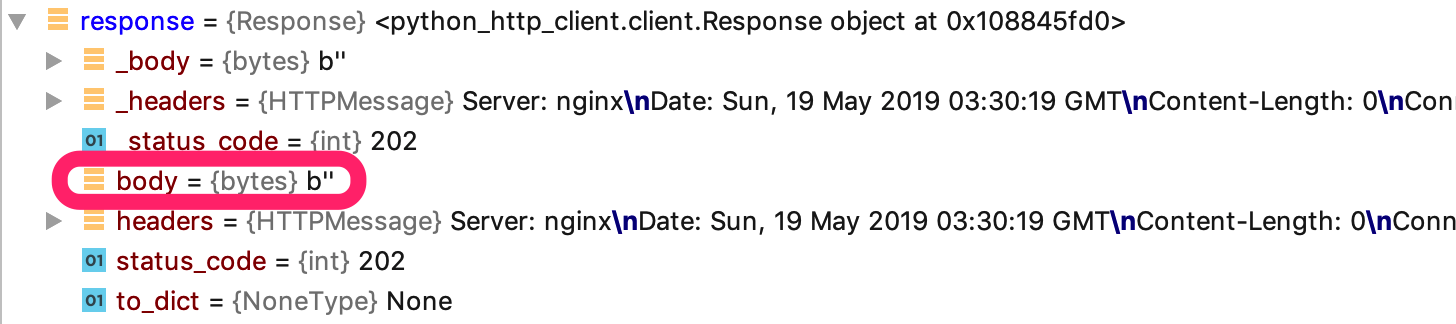 response = {Response} <python_http_client.client.Response object at 0x108845fd0>
_body = {bytes} b''
_headers = {HTTPMessage} Server: nginx\nDate: Sun, 19 May 2019 03:30:19 GMT\nContent-Length: 0\nCon
01 _status_code = {int} 202
body = {bytes} b''
headers = {HTTPMessage} Server: nginx\nDate: Sun, 19 May 2019 03:30:19 GMT\nContent-Length: 0\nConn
01 status_code = {int} 202
01 to_dict = {NoneType} None